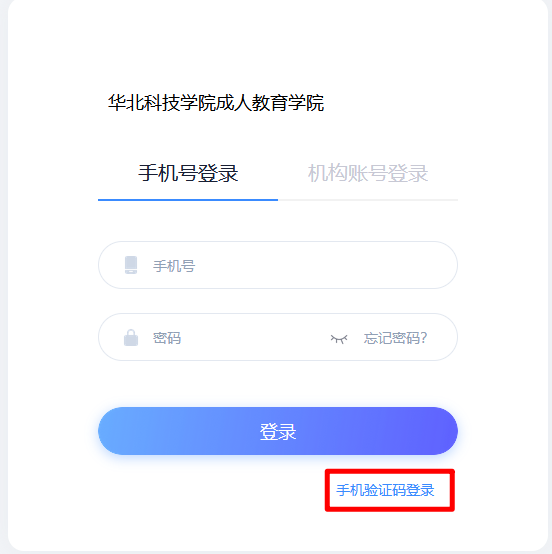 华北科技学院成人教育学院
手机号登录 机构账号登录
手机号
密码 忘记密码？
登录
手机验证码登录